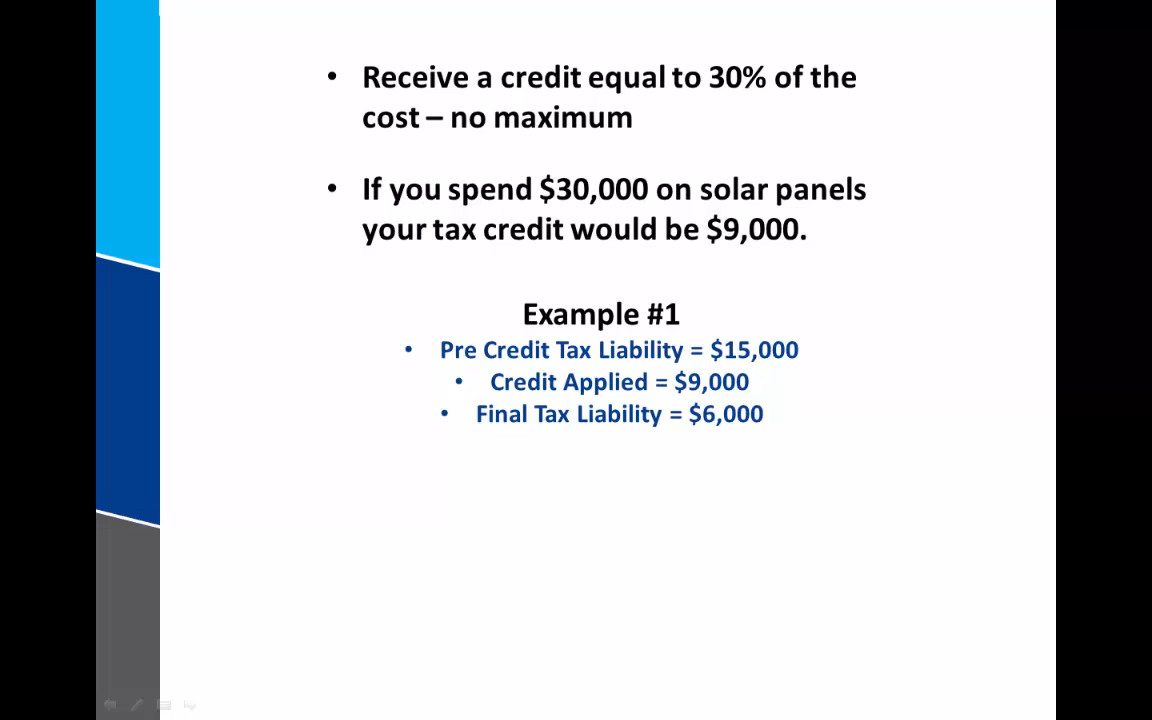 • Receive a credit equal to 30% of the
cost – no maximum
• If you spend $30,000 on solar panels
your tax credit would be $9,000.
Example #1
• Pre Credit Tax Liability = $15,000
• Credit Applied = $9,000
• Final Tax Liability = $6,000